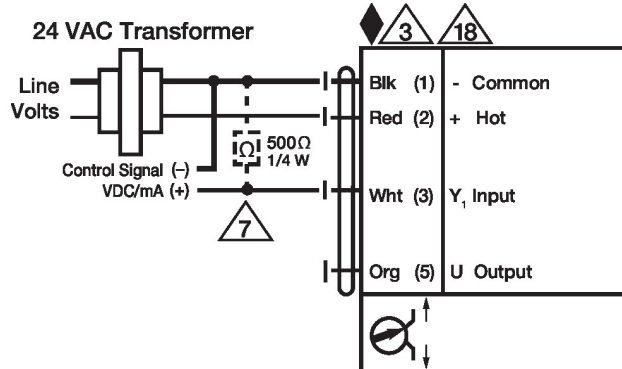 24 VAC Transformer
3
18
Line
Volts
Blk (1) - Common
Red (2) + Hot
Ω
500Ω
1/4 W
Control Signal (–)
VDC/mA (+)
Wht (3) Y1 Input
7
Org (5) U Output